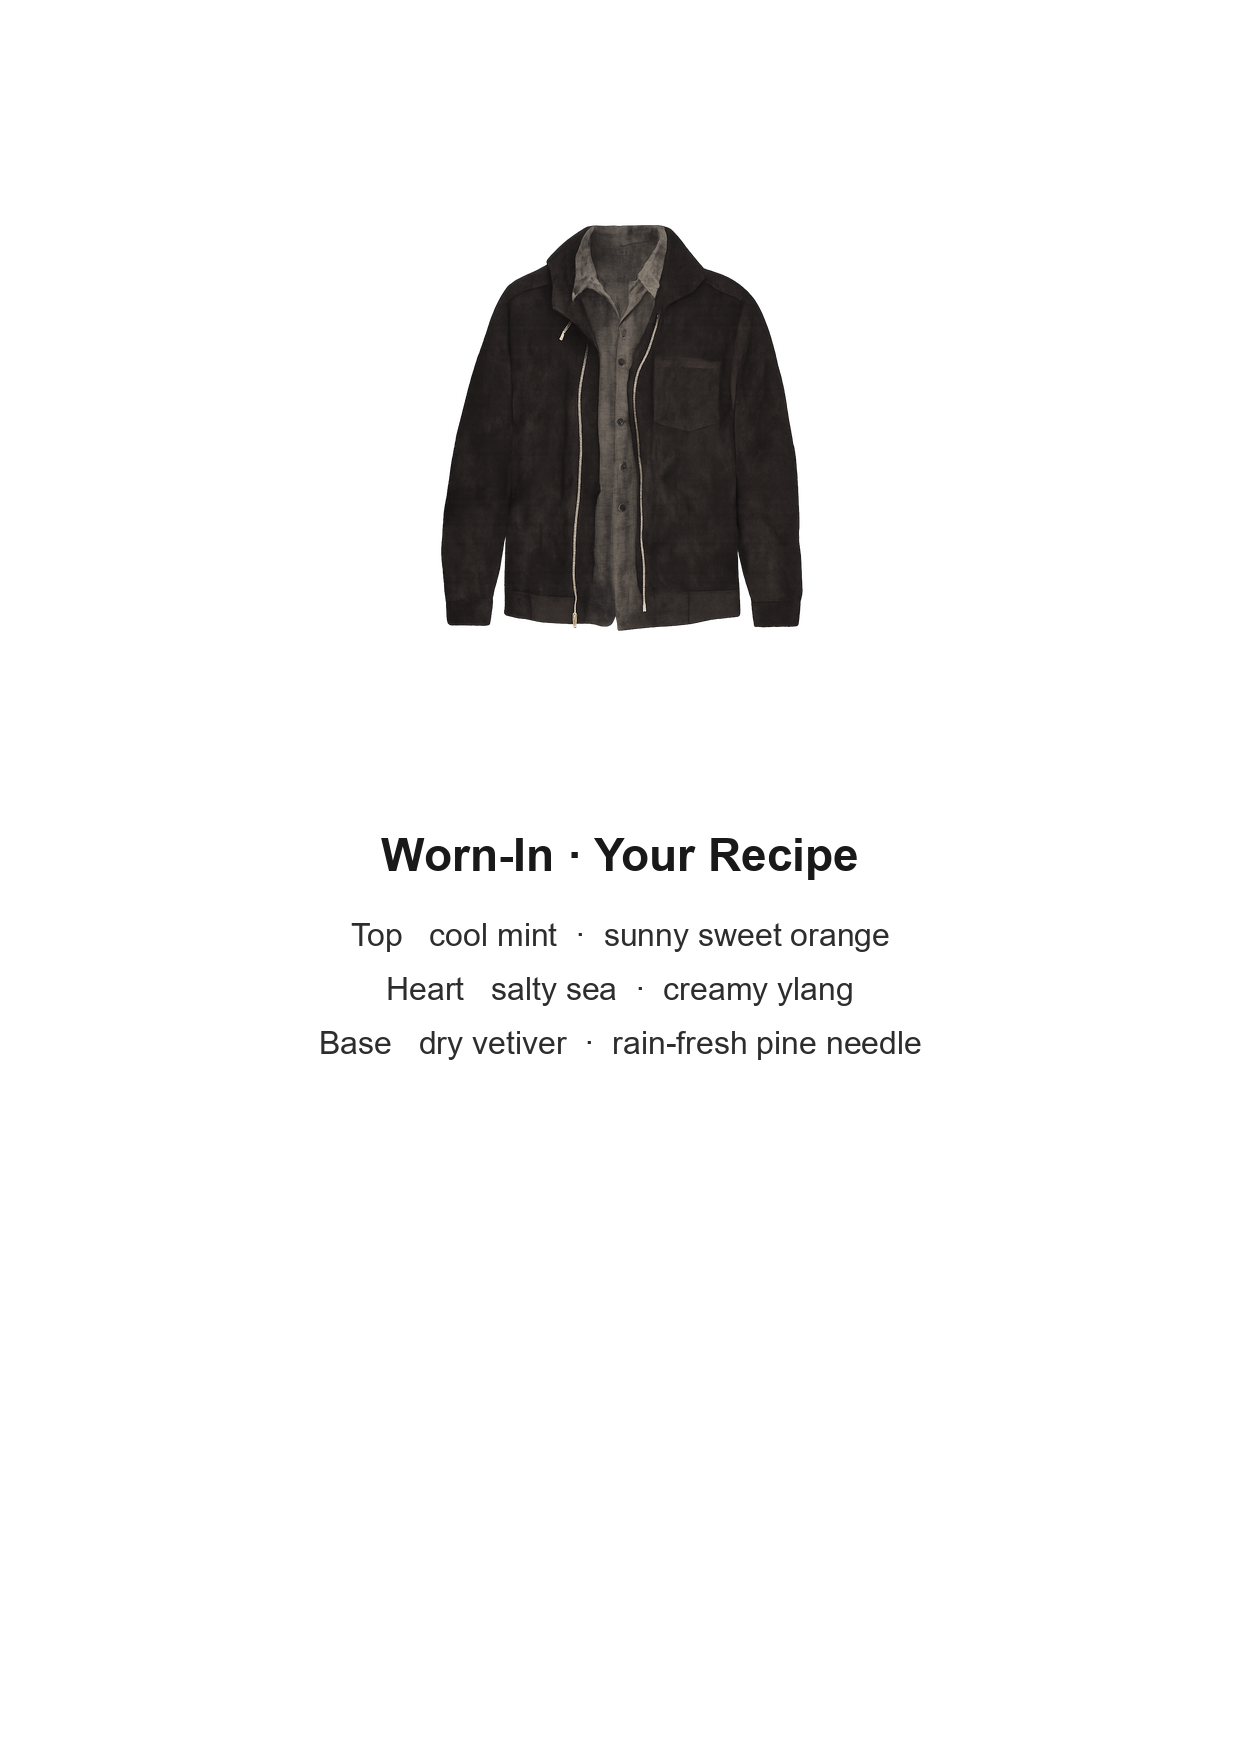 Worn-In · Your Recipe
Top cool mint · sunny sweet orange
Heart salty sea · creamy ylang
Base dry vetiver · rain-fresh pine needle